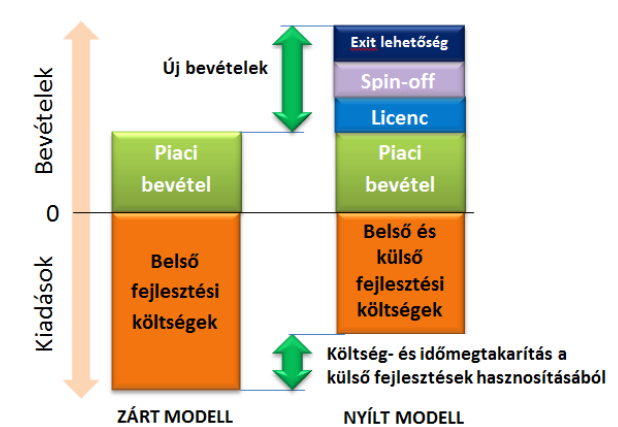 Bevételek
0
Kiadások
Új bevételek
Piaci
bevétel
Belső
fejlesztési
költségek
ZÁRT MODELL
Exit lehetőség
Spin-off
Licenc
Piaci
bevétel
Belső és
külső
fejlesztési
költségek
Költség- és időmegtakarítás a
külső fejlesztések hasznosításából
NYÍLT MODELL